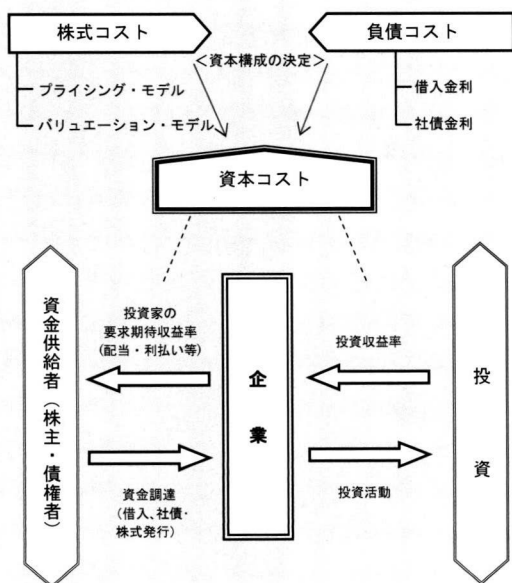 株式コスト
負債コスト
<資本構成の決定>
プライシング・モデル
バリュエーション・モデル
借入金利
社債金利
資本コスト
資金供給者(株主・債権者)
投資家の
要求期待収益率
(配当・利払い等)
資金調達
(借入、社債・
株式発行)
企業
投資収益率
投資活動
投資